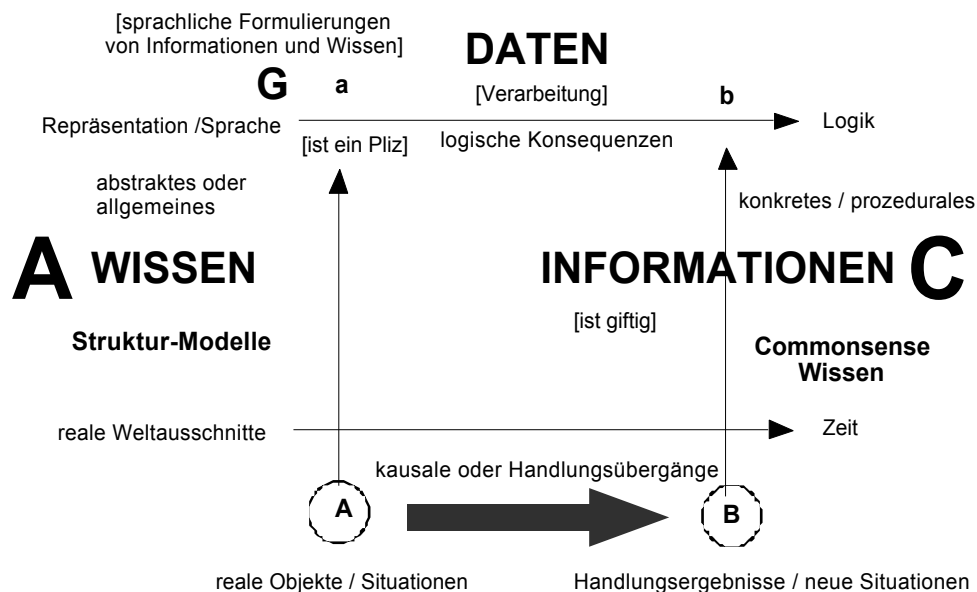 [sprachliche Formulierungen
von Informationen und Wissen]
DATEN
G a
[Verarbeitung]
b
Repräsentation /Sprache
Logik
[ist ein Pliz]
logische Konsequenzen
abstraktes oder
allgemeines
konkretes / prozedurales
A WISSEN
INFORMATIONEN C
[ist giftig]
Struktur-Modelle
Commonsense
Wissen
reale Weltausschnitte
Zeit
kausale oder Handlungsübergänge
A
B
reale Objekte / Situationen
Handlungsergebnisse / neue Situationen